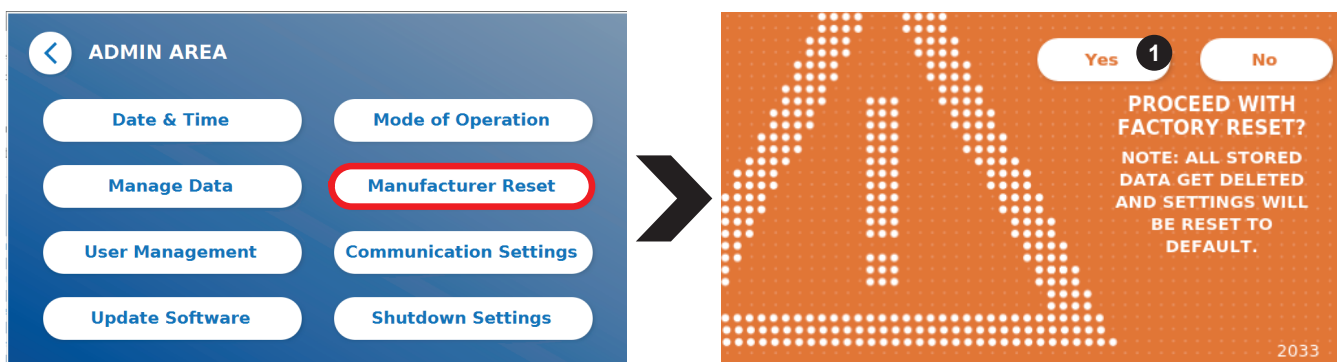 ADMIN AREA
Date & Time
Mode of Operation
Manage Data
Manufacturer Reset
User Management
Communication Settings
Update Software
Shutdown Settings
Yes
1
No
PROCEED WITH
FACTORY RESET?
NOTE: ALL STORED
DATA GET DELETED
AND SETTINGS WILL
BE RESET TO
DEFAULT.
2033